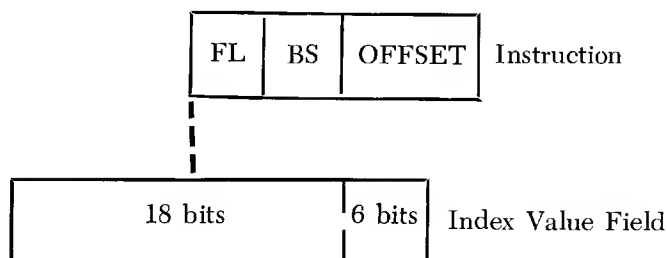 FL BS OFFSET Instruction
18 bits 6 bits Index Value Field